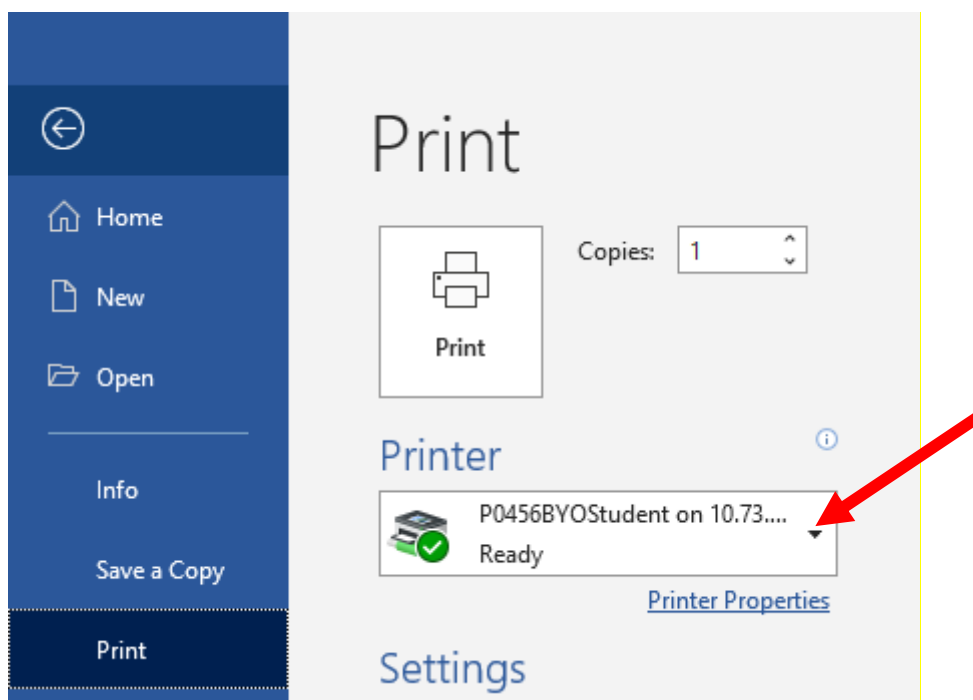 Print
Home
New
Open
Info
Save a Copy
Print
Copies: 1
Print
Printer
P0456BYOStudent on 10.73....
Ready
Printer Properties
Settings